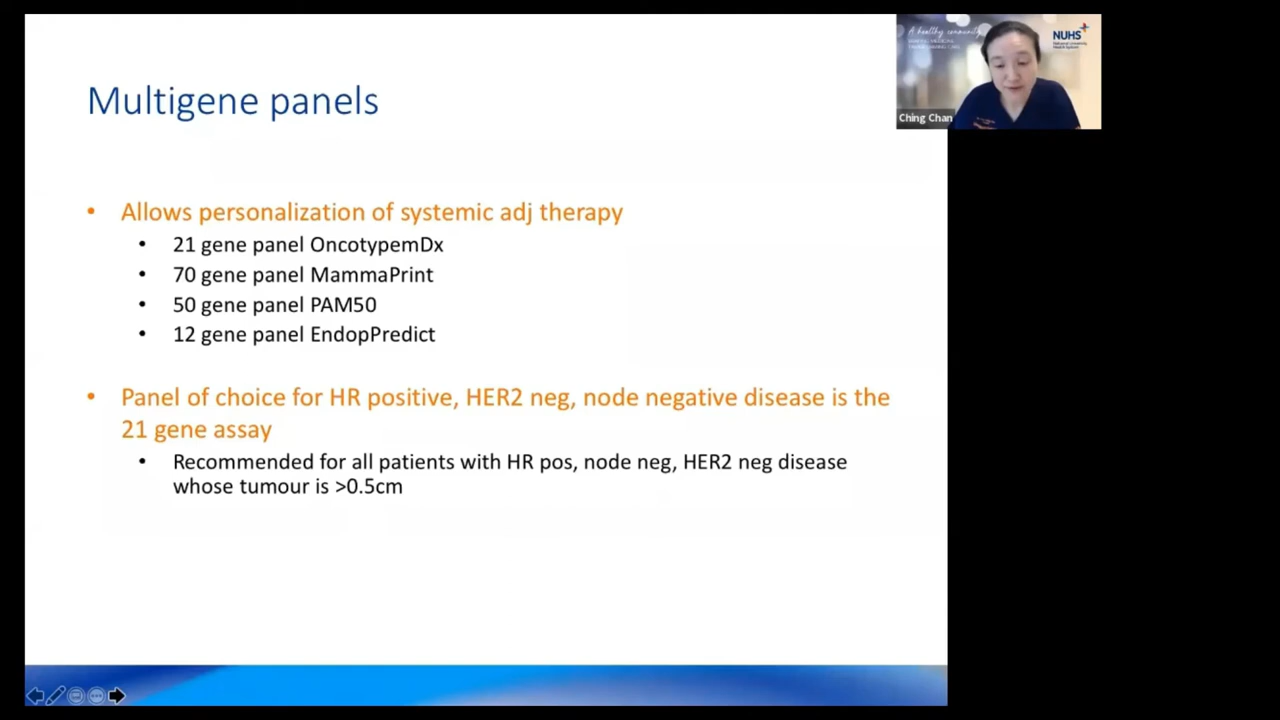 Multigene panels
• Allows personalization of systemic adj therapy
• 21 gene panel OncotypemDx
• 70 gene panel MammaPrint
• 50 gene panel PAM50
• 12 gene panel EndopPredict
• Panel of choice for HR positive, HER2 neg, node negative disease is the
21 gene assay
• Recommended for all patients with HR pos, node neg, HER2 neg disease
whose tumour is >0.5cm
A healthy community
NUHS
National University
Health System
Ching Chan